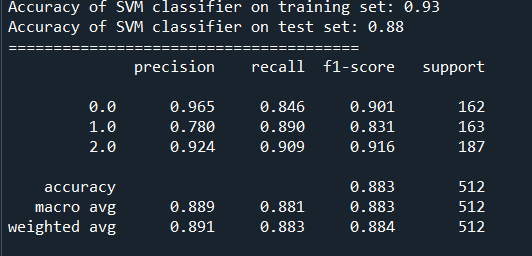 Accuracy of SVM classifier on training set: 0.93
Accuracy of SVM classifier on test set: 0.88
=======================================
precision recall f1-score support
0.0 0.965 0.846 0.901 162
1.0 0.780 0.890 0.831 163
2.0 0.924 0.909 0.916 187
accuracy 0.883 512
macro avg 0.889 0.881 0.883 512
weighted avg 0.891 0.883 0.884 512